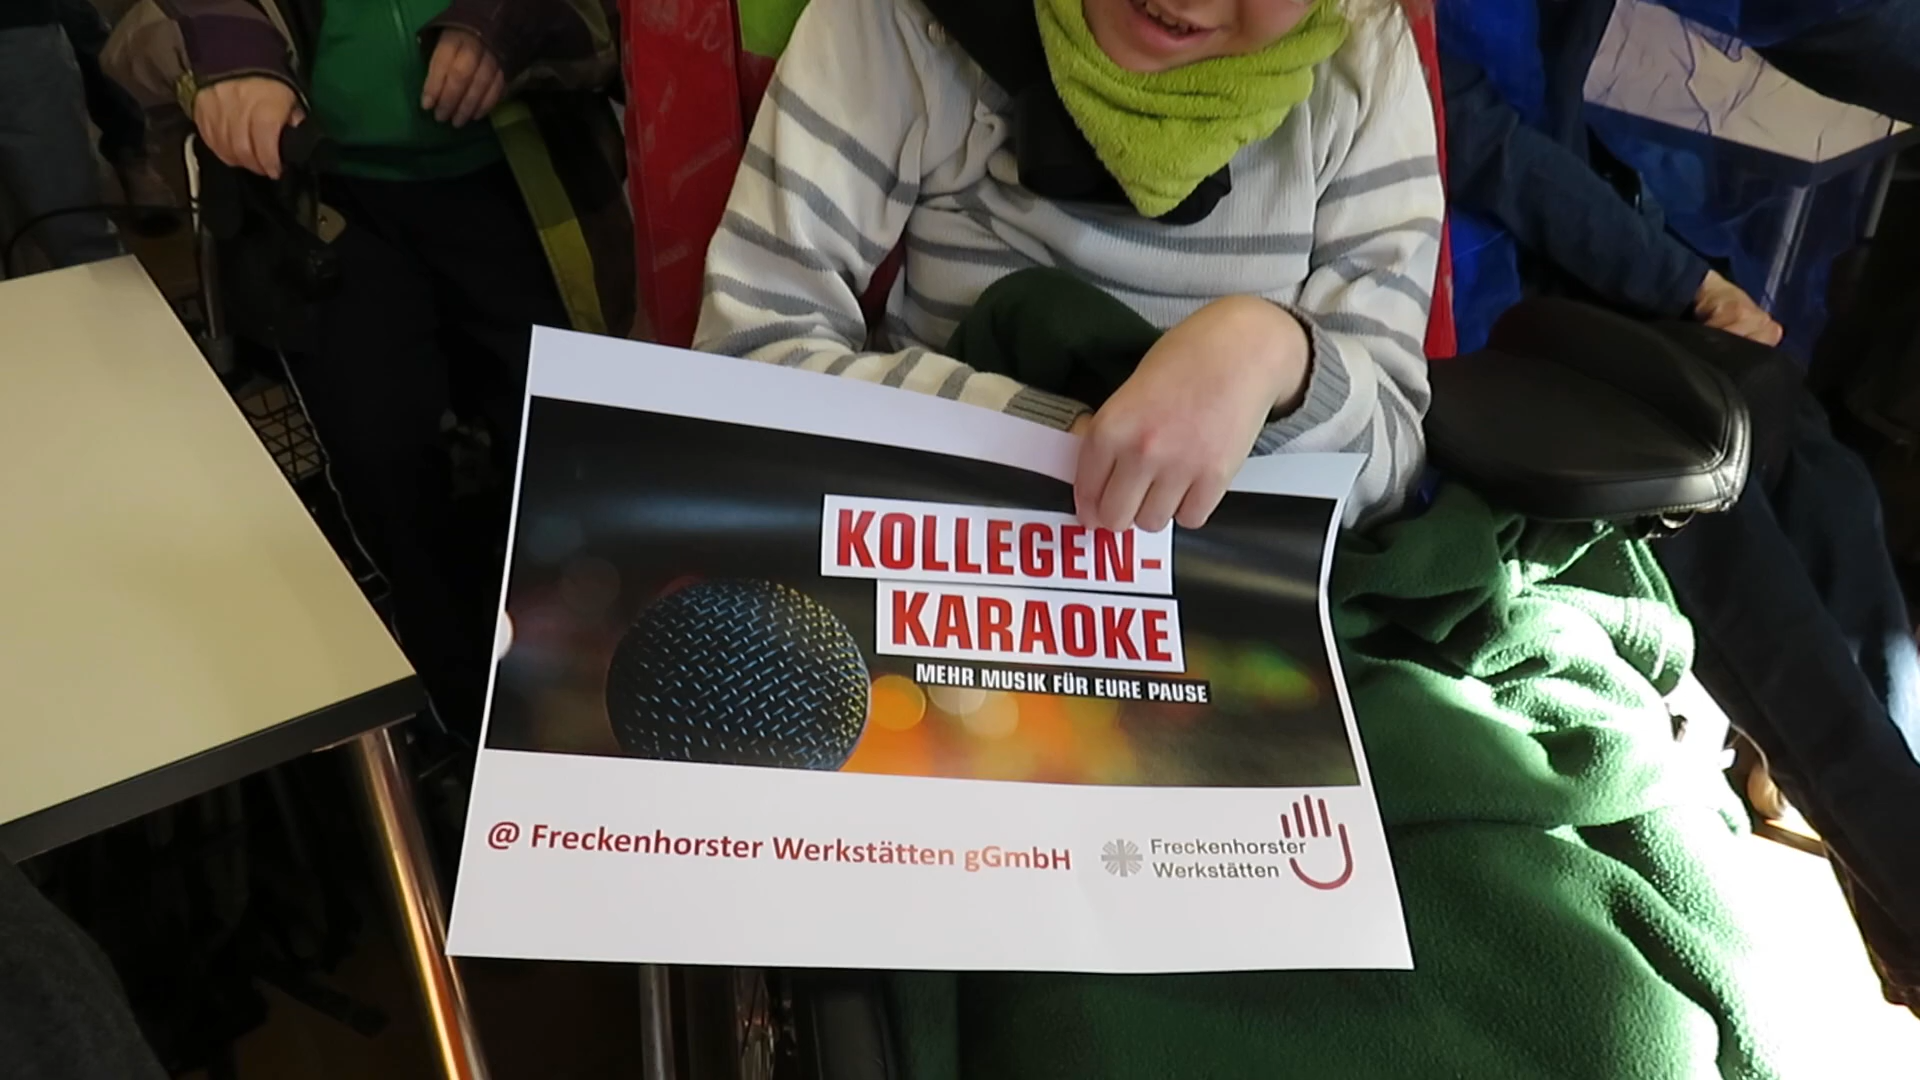 KOLLEGEN-
KARAOKE
MEHR MUSIK FÜR EURE PAUSE
@ Freckenhorster Werkstätten gGmbH
Freckenhorster
Werkstätten